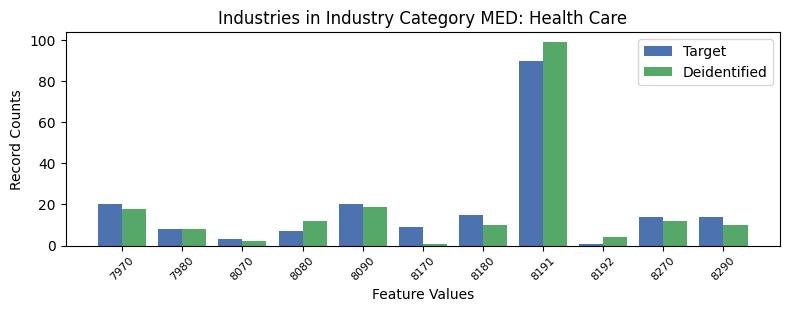 Industries in Industry Category MED: Health Care
Record Counts
100
80
60
40
20
0
Target
Deidentified
7970 7980 8070 8080 8090 8170 8180 8191 8192 8270 8290
Feature Values